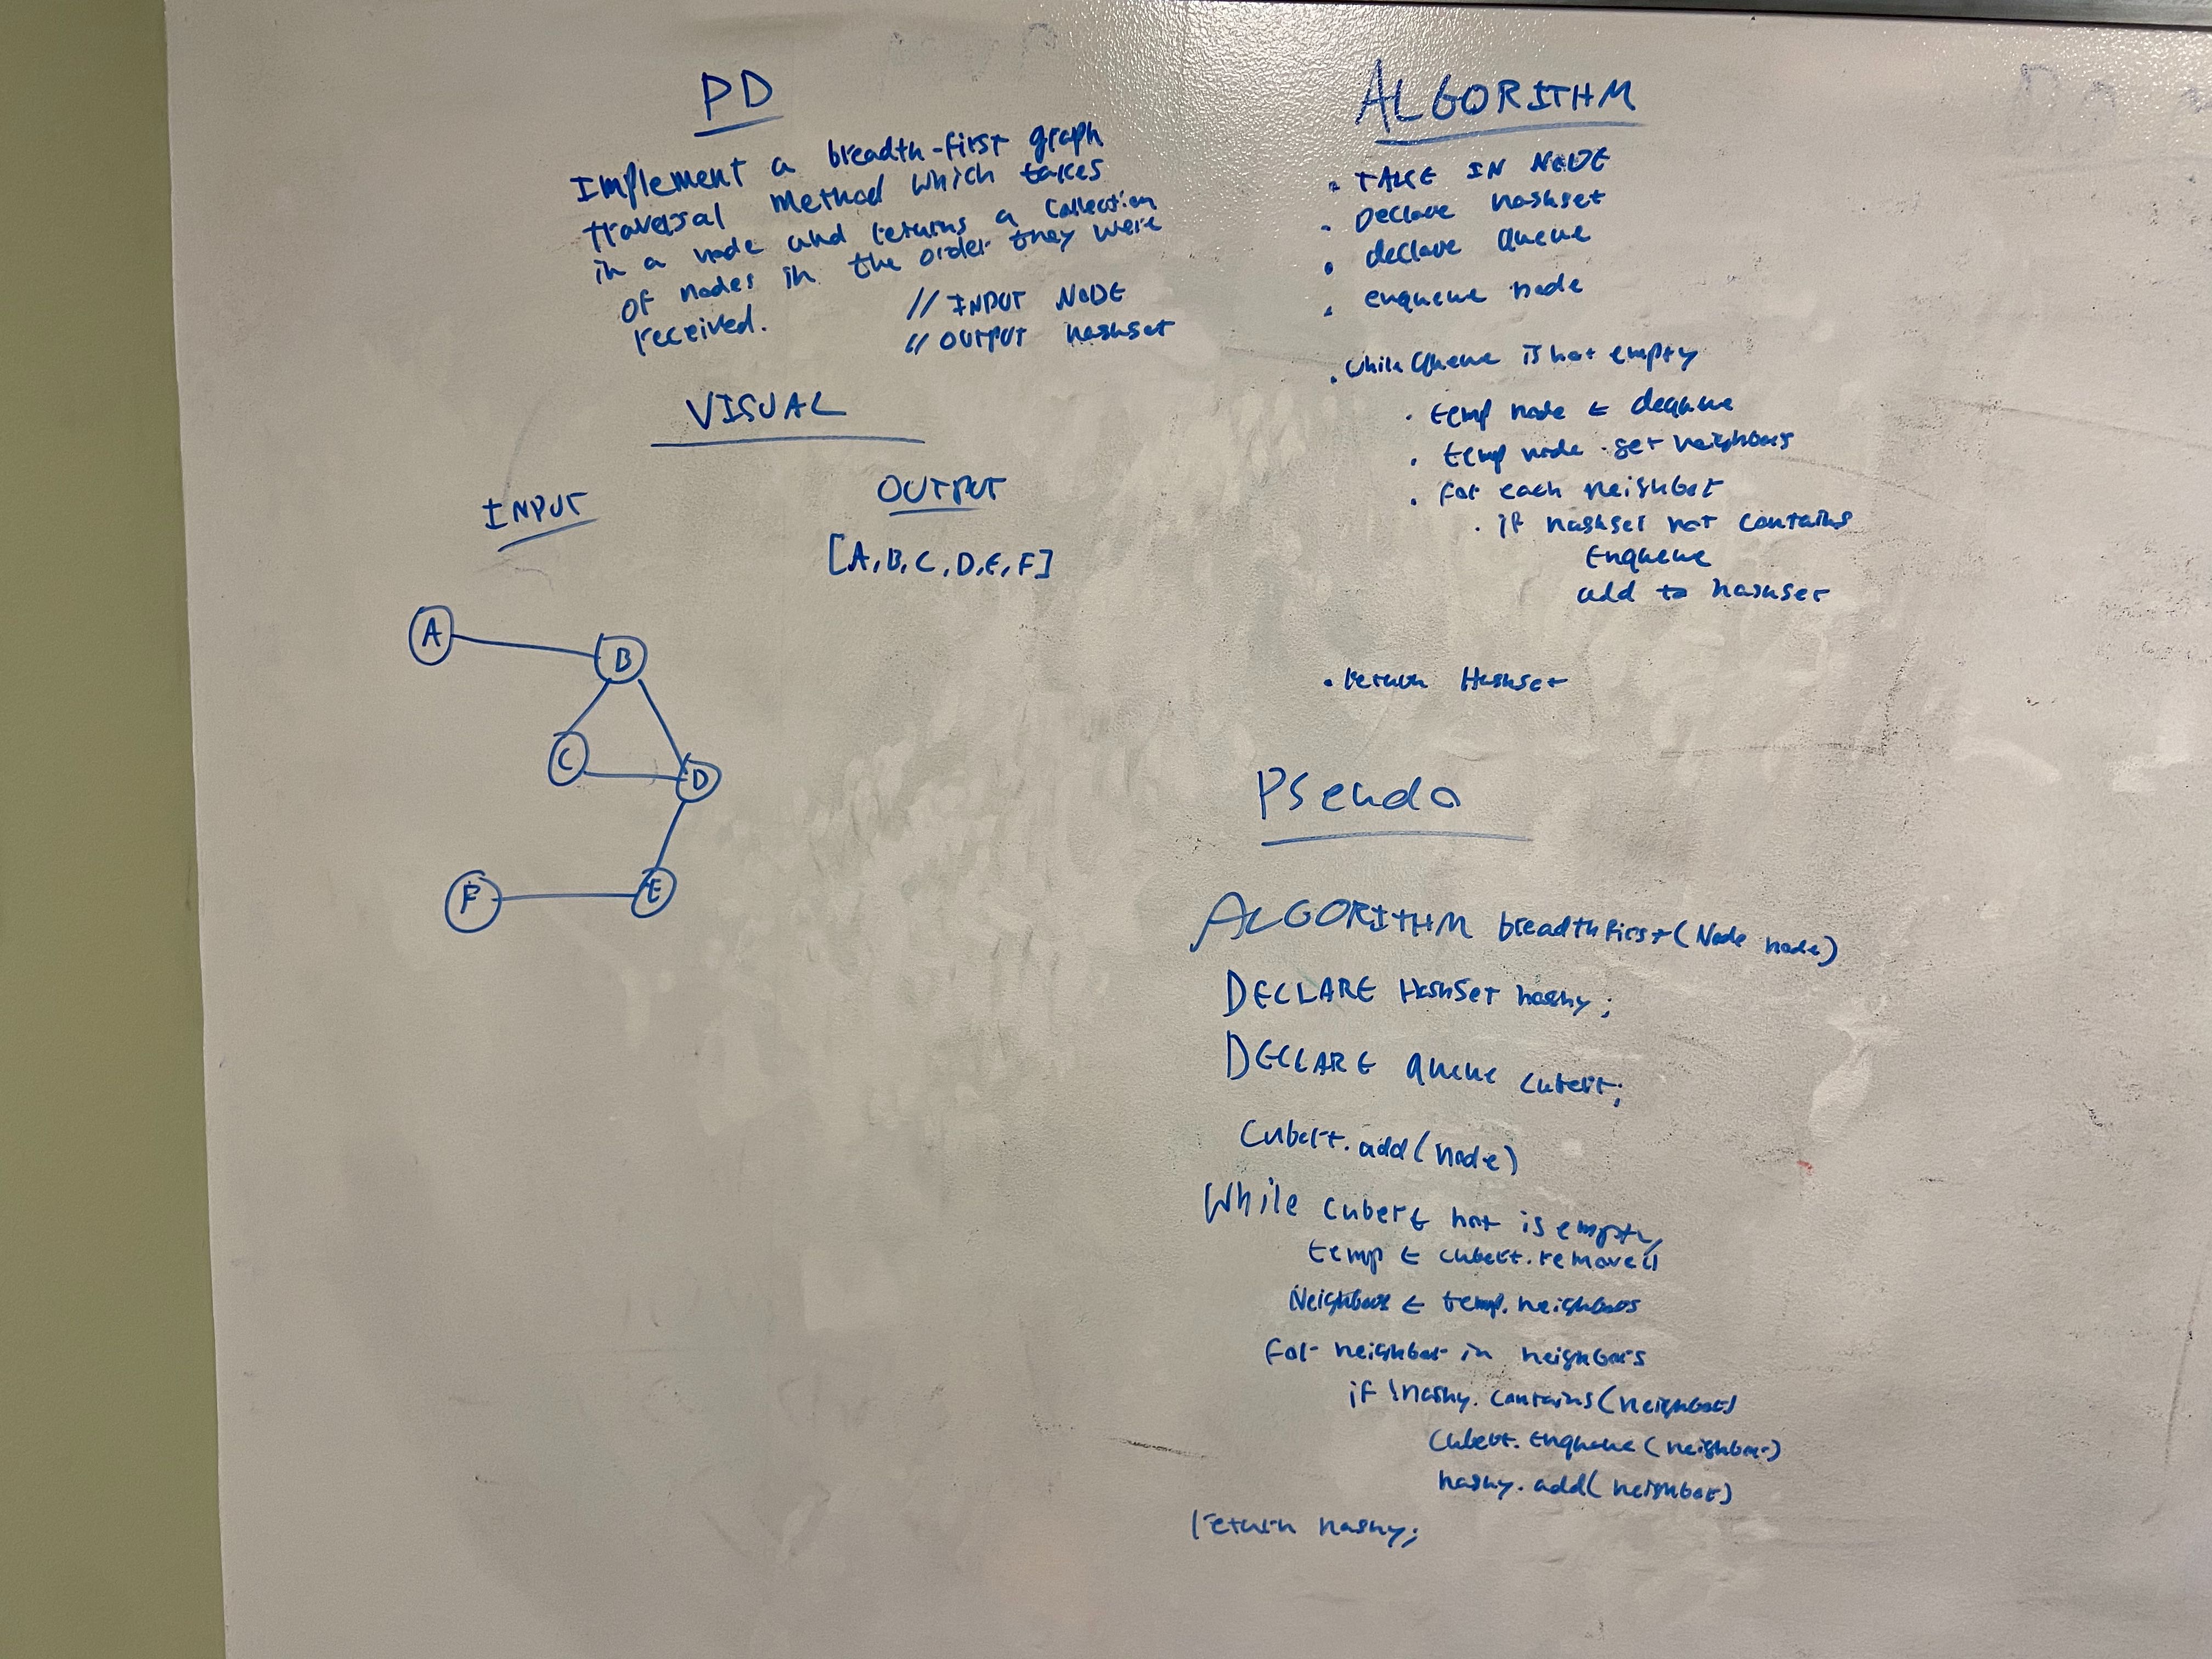 PD
Implement a breadth-first graph
traversal method which takes
in a node and returns a collection
of nodes in the order they were
received.
// INPUT NODE
// OUTPUT hashset
VISUAL
INPUT
OUTPUT
[A, B, C, D, E, F]
A
B
C
D
F
E
ALGORITHM
• TAKE IN NODE
• Declare hashset
• declare Queue
• enqueue node
• while Queue is not empty
• temp node ← dequeue
• temp node . get neighbors
• for each neighbor
• if hashset not contains
Enqueue
add to hashset
• return Hashset
Pseudo
ALGORITHM breadthfirst(Node node)
DECLARE HashSet hashy;
DECLARE Queue Cubert;
Cubert.add(node)
While Cubert not is empty
temp ← cubert.remove()
Neighbors ← temp.neighbors
for neighbor in neighbors
if !hashy.contains(neighbor)
Cubert.Enqueue(neighbor)
hashy.add(neighbor)
return hashy;